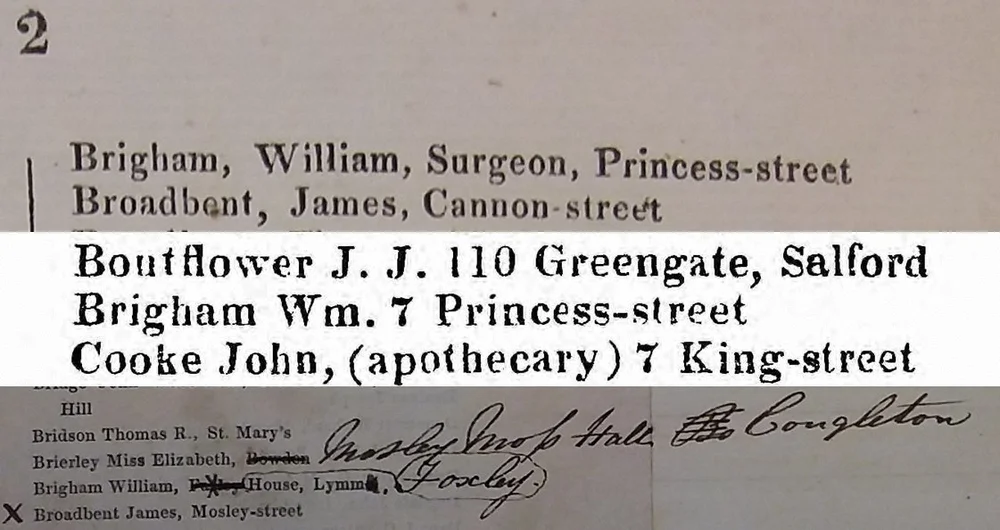 2
Brigham, William, Surgeon, Princess-street
Broadbent, James, Cannon-street
Boutflower J. J. 110 Greengate, Salford
Brigham Wm. 7 Princess-street
Cooke John, (apothecary) 7 King-street
Hill
Bridson Thomas R., St. Mary's
Brierley Miss Elizabeth, Bowdon Mosley Moss Hall Congleton
Brigham William, House, Lymm, Foxley.
X Broadbent James, Mosley-street